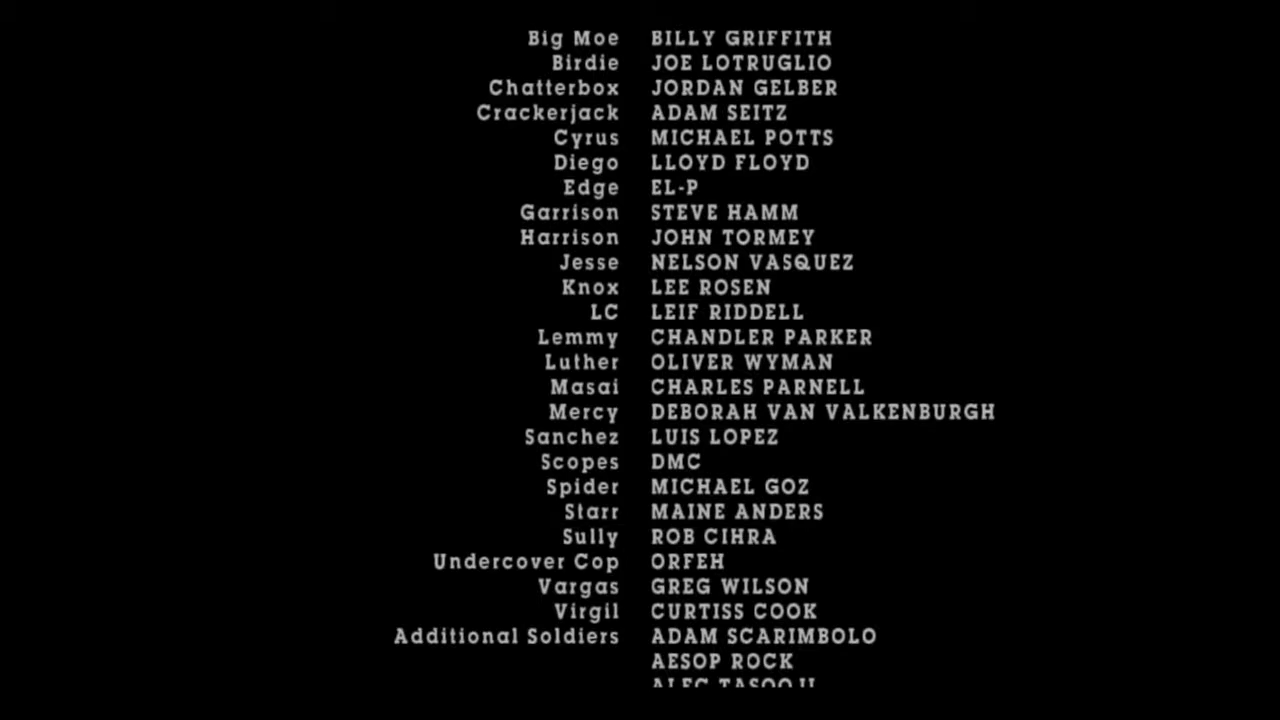 Big Moe BILLY GRIFFITH
Birdie JOE LOTRUGLIO
Chatterbox JORDAN GELBER
Crackerjack ADAM SEITZ
Cyrus MICHAEL POTTS
Diego LLOYD FLOYD
Edge EL-P
Garrison STEVE HAMM
Harrison JOHN TORMEY
Jesse NELSON VASQUEZ
Knox LEE ROSEN
LC LEIF RIDDELL
Lemmy CHANDLER PARKER
Luther OLIVER WYMAN
Masai CHARLES PARNELL
Mercy DEBORAH VAN VALKENBURGH
Sanchez LUIS LOPEZ
Scopes DMC
Spider MICHAEL GOZ
Starr MAINE ANDERS
Sully ROB CIHRA
Undercover Cop ORFEH
Vargas GREG WILSON
Virgil CURTISS COOK
Additional Soldiers ADAM SCARIMBOLO
AESOP ROCK
ALEC